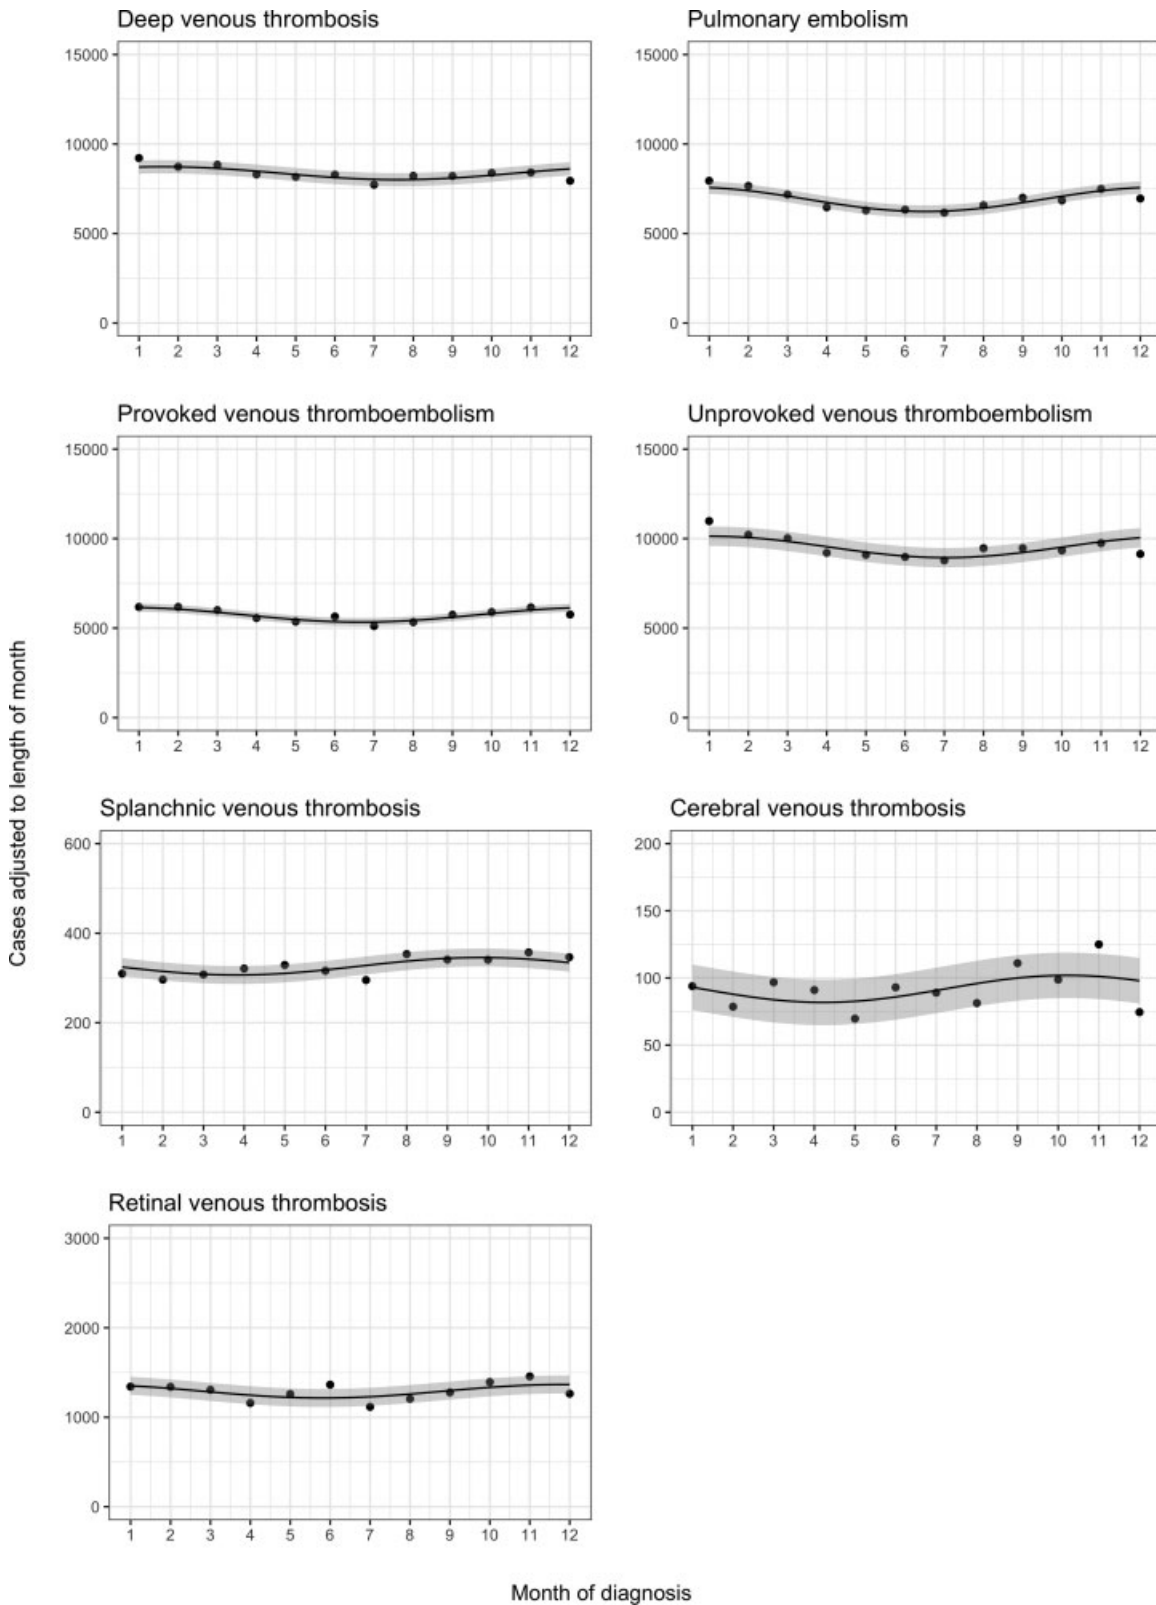 Deep venous thrombosis
15000
10000
5000
0
1 2 3 4 5 6 7 8 9 10 11 12
Pulmonary embolism
15000
10000
5000
0
1 2 3 4 5 6 7 8 9 10 11 12
Provoked venous thromboembolism
15000
10000
5000
0
1 2 3 4 5 6 7 8 9 10 11 12
Unprovoked venous thromboembolism
15000
10000
5000
0
1 2 3 4 5 6 7 8 9 10 11 12
Cases adjusted to length of month
Splanchnic venous thrombosis
600
400
200
0
1 2 3 4 5 6 7 8 9 10 11 12
Cerebral venous thrombosis
200
150
100
50
0
1 2 3 4 5 6 7 8 9 10 11 12
Retinal venous thrombosis
3000
2000
1000
0
1 2 3 4 5 6 7 8 9 10 11 12
Month of diagnosis